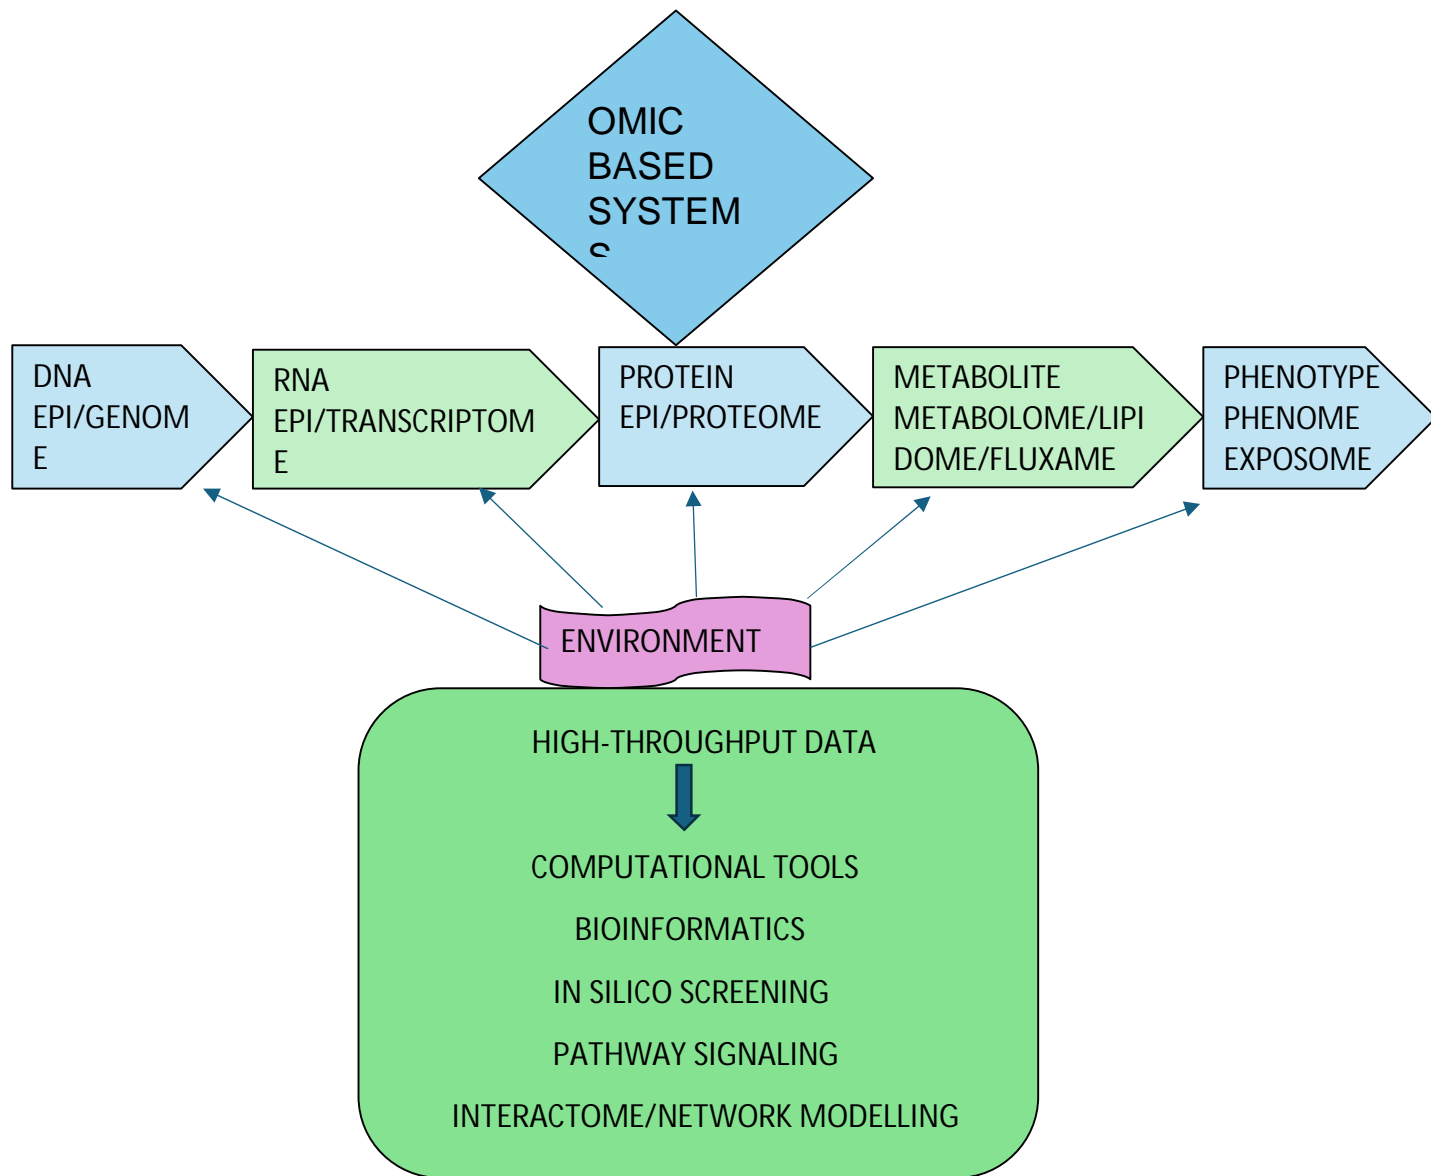 OMIC
BASED
SYSTEM
S
DNA
EPI/GENOM
E
RNA
EPI/TRANSCRIPTOM
E
PROTEIN
EPI/PROTEOME
METABOLITE
METABOLOME/LIPI
DOME/FLUXAME
PHENOTYPE
PHENOME
EXPOSOME
ENVIRONMENT
HIGH-THROUGHPUT DATA
COMPUTATIONAL TOOLS
BIOINFORMATICS
IN SILICO SCREENING
PATHWAY SIGNALING
INTERACTOME/NETWORK MODELLING